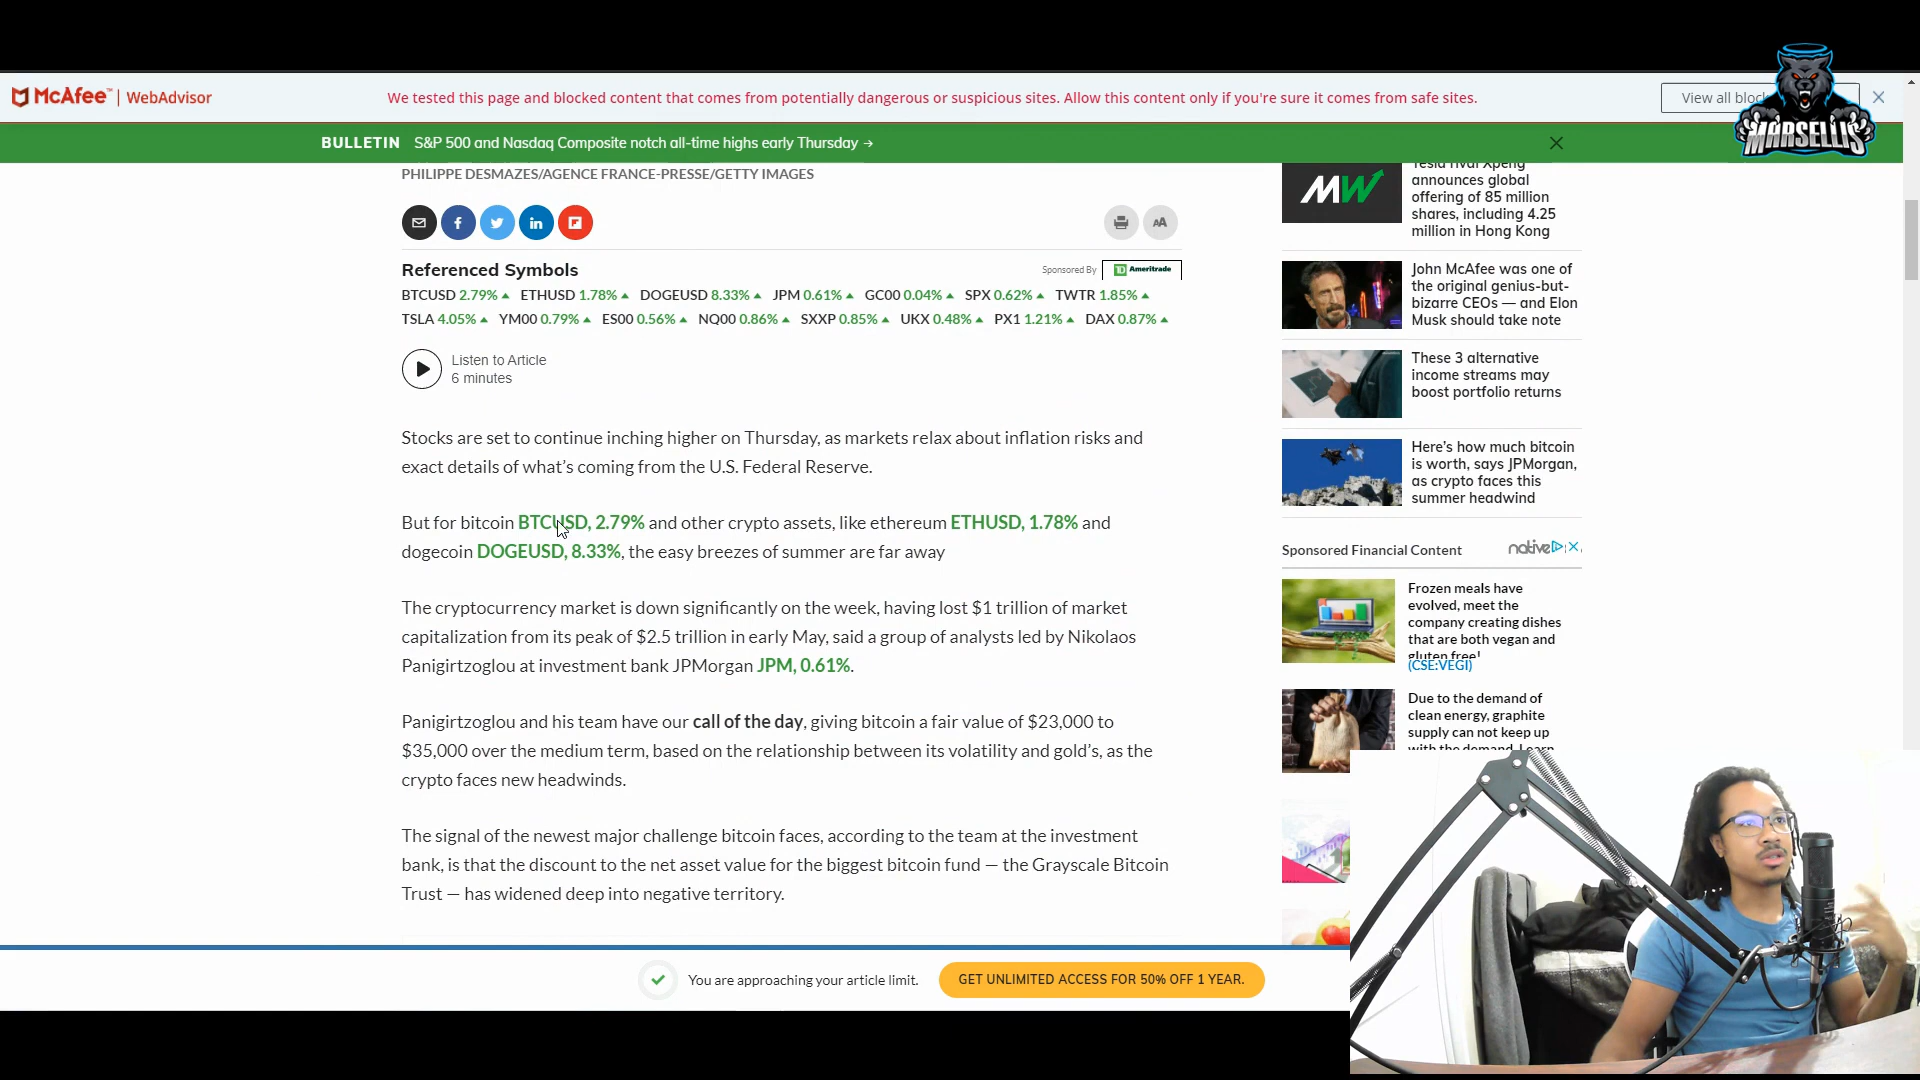 McAfee™ | WebAdvisor
We tested this page and blocked content that comes from potentially dangerous or suspicious sites. Allow this content only if you're sure it comes from safe sites.
View all
MARSELLIS
BULLETIN S&P 500 and Nasdaq Composite notch all-time highs early Thursday →
PHILIPPE DESMAZES/AGENCE FRANCE-PRESSE/GETTY IMAGES
AA
Referenced Symbols
Sponsored By
TD Ameritrade
BTCUSD 2.79% ETHUSD 1.78% DOGEUSD 8.33% JPM 0.61% GC00 0.04% SPX 0.62% TWTR 1.85%
TSLA 4.05% YM00 0.79% ES00 0.56% NQ00 0.86% SXXP 0.85% UKX 0.48% PX1 1.21% DAX 0.87%
Listen to Article
6 minutes
Stocks are set to continue inching higher on Thursday, as markets relax about inflation risks and
exact details of what's coming from the U.S. Federal Reserve.
But for bitcoin BTCUSD, 2.79% and other crypto assets, like ethereum ETHUSD, 1.78% and
dogecoin DOGEUSD, 8.33%, the easy breezes of summer are far away
The cryptocurrency market is down significantly on the week, having lost $1 trillion of market
capitalization from its peak of $2.5 trillion in early May, said a group of analysts led by Nikolaos
Panigirtzoglou at investment bank JPMorgan JPM, 0.61%.
Panigirtzoglou and his team have our call of the day, giving bitcoin a fair value of $23,000 to
$35,000 over the medium term, based on the relationship between its volatility and gold's, as the
crypto faces new headwinds.
The signal of the newest major challenge bitcoin faces, according to the team at the investment
bank, is that the discount to the net asset value for the biggest bitcoin fund — the Grayscale Bitcoin
Trust — has widened deep into negative territory.
MW
Tesla rival Xpeng
announces global
offering of 85 million
shares, including 4.25
million in Hong Kong
John McAfee was one of
the original genius-but-
bizarre CEOs — and Elon
Musk should take note
These 3 alternative
income streams may
boost portfolio returns
Here's how much bitcoin
is worth, says JPMorgan,
as crypto faces this
summer headwind
Sponsored Financial Content
native
Frozen meals have
evolved, meet the
company creating dishes
that are both vegan and
gluten free!
(CSE:VEGI)
Due to the demand of
clean energy, graphite
supply can not keep up
with the demand. Learn
You are approaching your article limit.
GET UNLIMITED ACCESS FOR 50% OFF 1 YEAR.